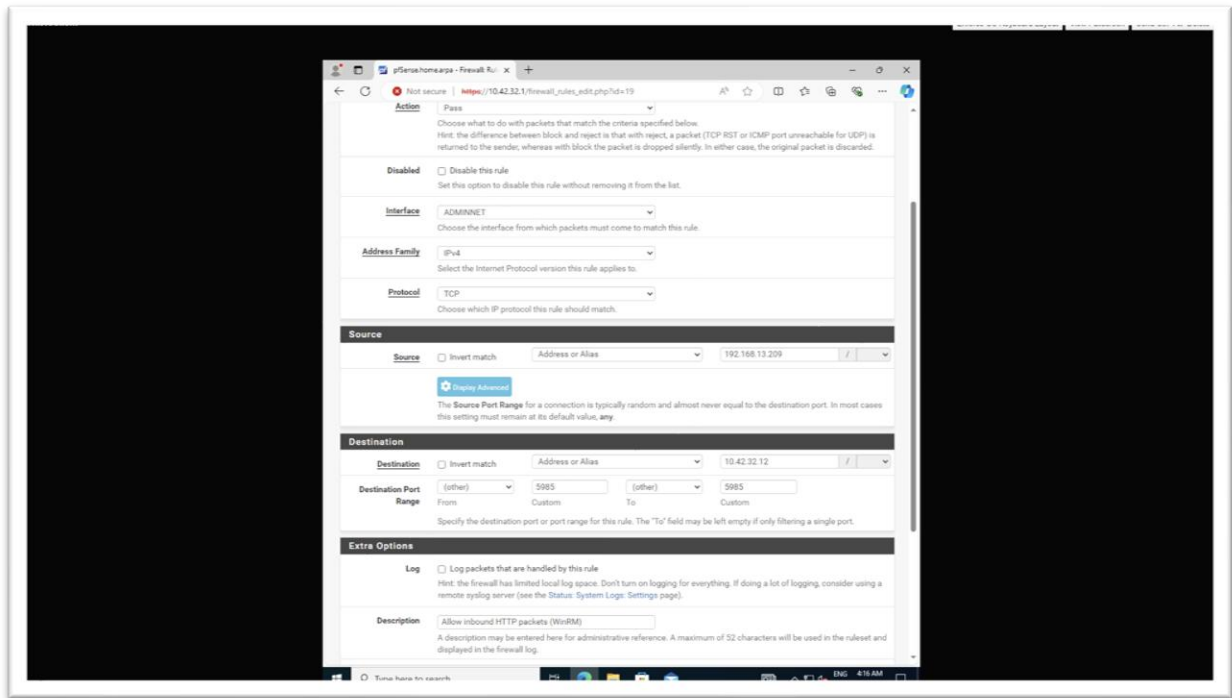 pfSense.home.arpa - Firewall: Ru
Not secure | https://10.42.32.1/firewall_rules_edit.php?id=19
Action Pass
Choose what to do with packets that match the criteria specified below.
Hint: the difference between block and reject is that with reject, a packet (TCP RST or ICMP port unreachable for UDP) is
returned to the sender, whereas with block the packet is dropped silently. In either case, the original packet is discarded.
Disabled Disable this rule
Set this option to disable this rule without removing it from the list.
Interface ADMINNET
Choose the interface from which packets must come to match this rule.
Address Family IPv4
Select the Internet Protocol version this rule applies to.
Protocol TCP
Choose which IP protocol this rule should match.
Source
Source Invert match Address or Alias 192.168.13.209 /
Display Advanced
The Source Port Range for a connection is typically random and almost never equal to the destination port. In most cases
this setting must remain at its default value, any.
Destination
Destination Invert match Address or Alias 10.42.32.12 /
Destination Port Range (other) 5985 (other) 5985
From Custom To Custom
Specify the destination port or port range for this rule. The "To" field may be left empty if only filtering a single port.
Extra Options
Log Log packets that are handled by this rule
Hint: the firewall has limited local log space. Don't turn on logging for everything. If doing a lot of logging, consider using a
remote syslog server (see the Status: System Logs: Settings page).
Description Allow inbound HTTP packets (WinRM)
A description may be entered here for administrative reference. A maximum of 52 characters will be used in the ruleset and
displayed in the firewall log.
Type here to search ENG 4:16 AM